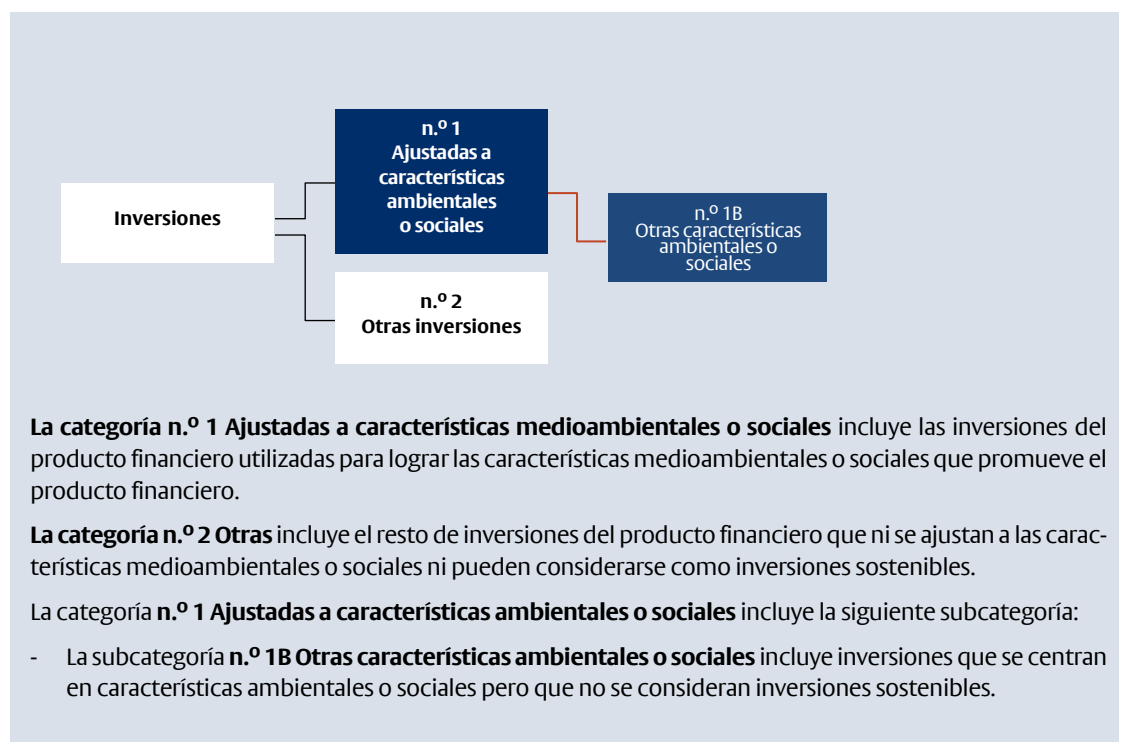 n.º 1
Ajustadas a
características
ambientales
o sociales
Inversiones
n.º 1B
Otras características
ambientales o
sociales
n.º 2
Otras inversiones
La categoría n.º 1 Ajustadas a características medioambientales o sociales incluye las inversiones del
producto financiero utilizadas para lograr las características medioambientales o sociales que promueve el
producto financiero.
La categoría n.º 2 Otras incluye el resto de inversiones del producto financiero que ni se ajustan a las carac-
terísticas medioambientales o sociales ni pueden considerarse como inversiones sostenibles.
La categoría n.º 1 Ajustadas a características ambientales o sociales incluye la siguiente subcategoría:
- La subcategoría n.º 1B Otras características ambientales o sociales incluye inversiones que se centran
en características ambientales o sociales pero que no se consideran inversiones sostenibles.